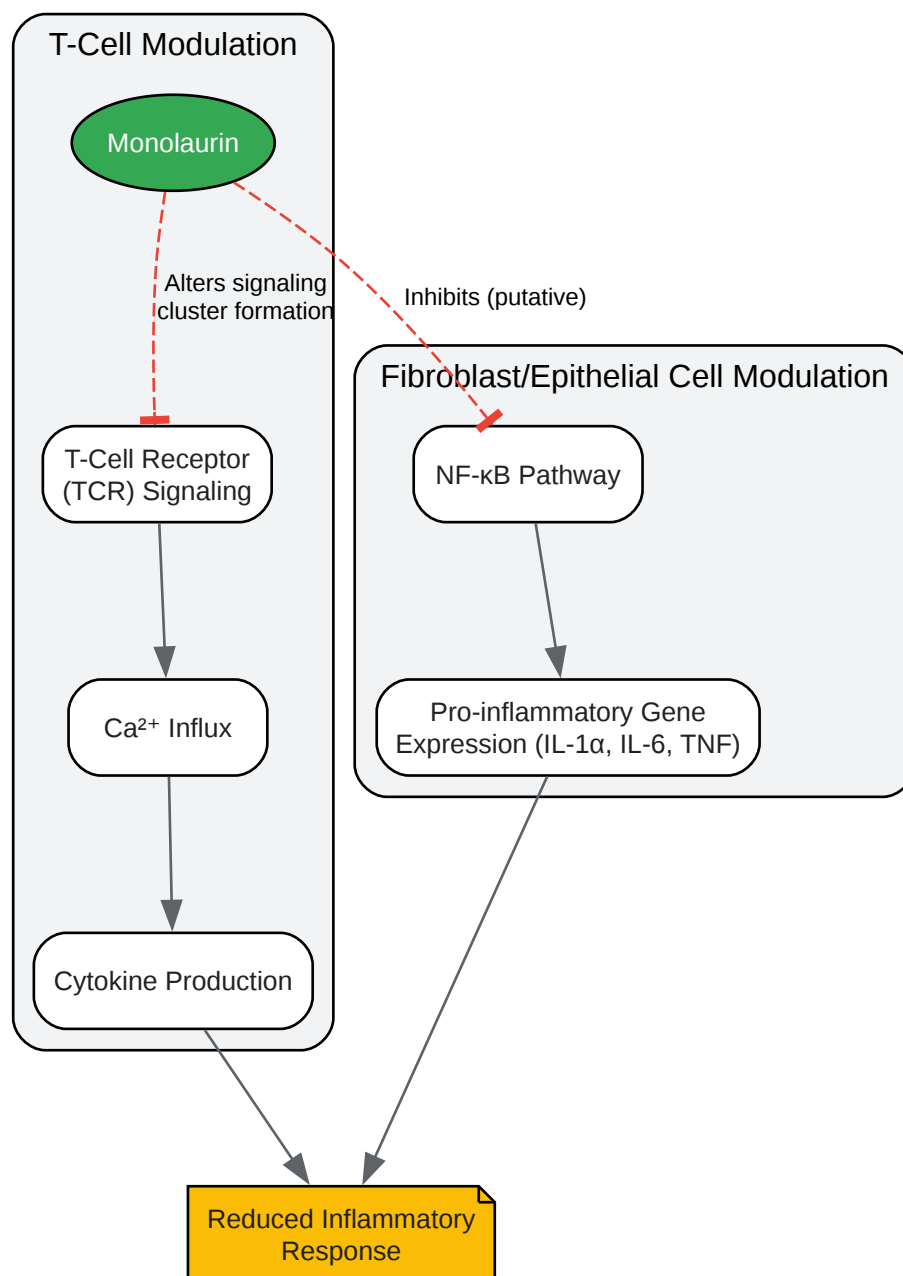 T-Cell Modulation
Monolaurin
Alters signaling
cluster formation
Inhibits (putative)
Fibroblast/Epithelial Cell Modulation
T-Cell Receptor
(TCR) Signaling
NF-κB Pathway
Ca²⁺ Influx
Pro-inflammatory Gene
Expression (IL-1α, IL-6, TNF)
Cytokine Production
Reduced Inflammatory
Response